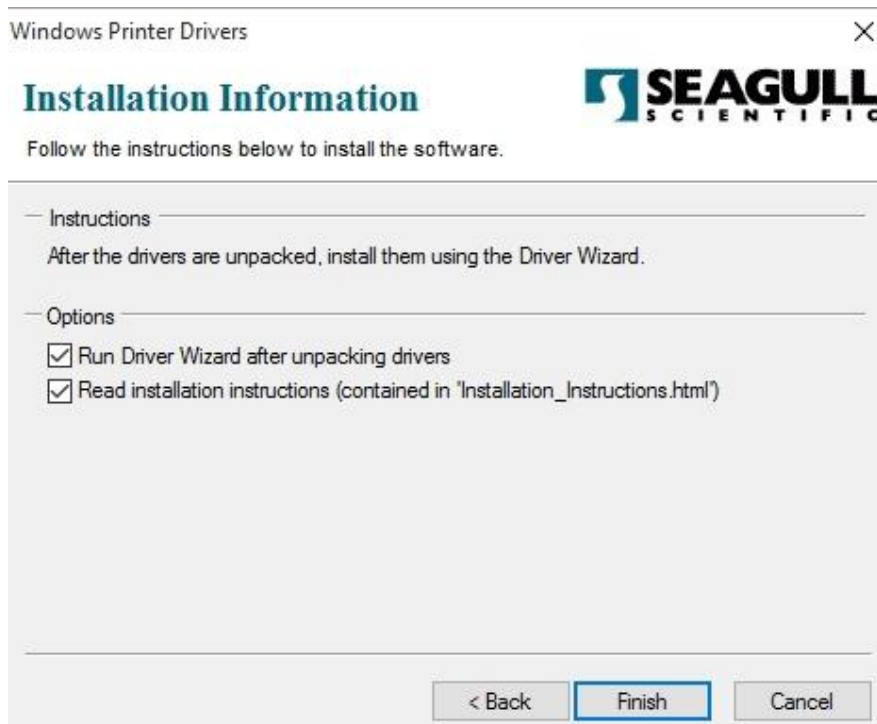 Windows Printer Drivers
Installation Information
SEAGULL
SCIENTIFIC
Follow the instructions below to install the software.
Instructions
After the drivers are unpacked, install them using the Driver Wizard.
Options
Run Driver Wizard after unpacking drivers
Read installation instructions (contained in 'Installation_Instructions.html')
< Back Finish Cancel